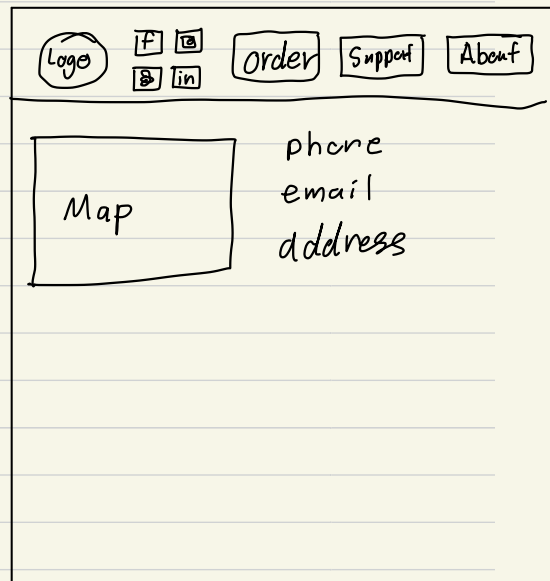 Logo
f
in
Order
Support
About
Map
phone
email
address